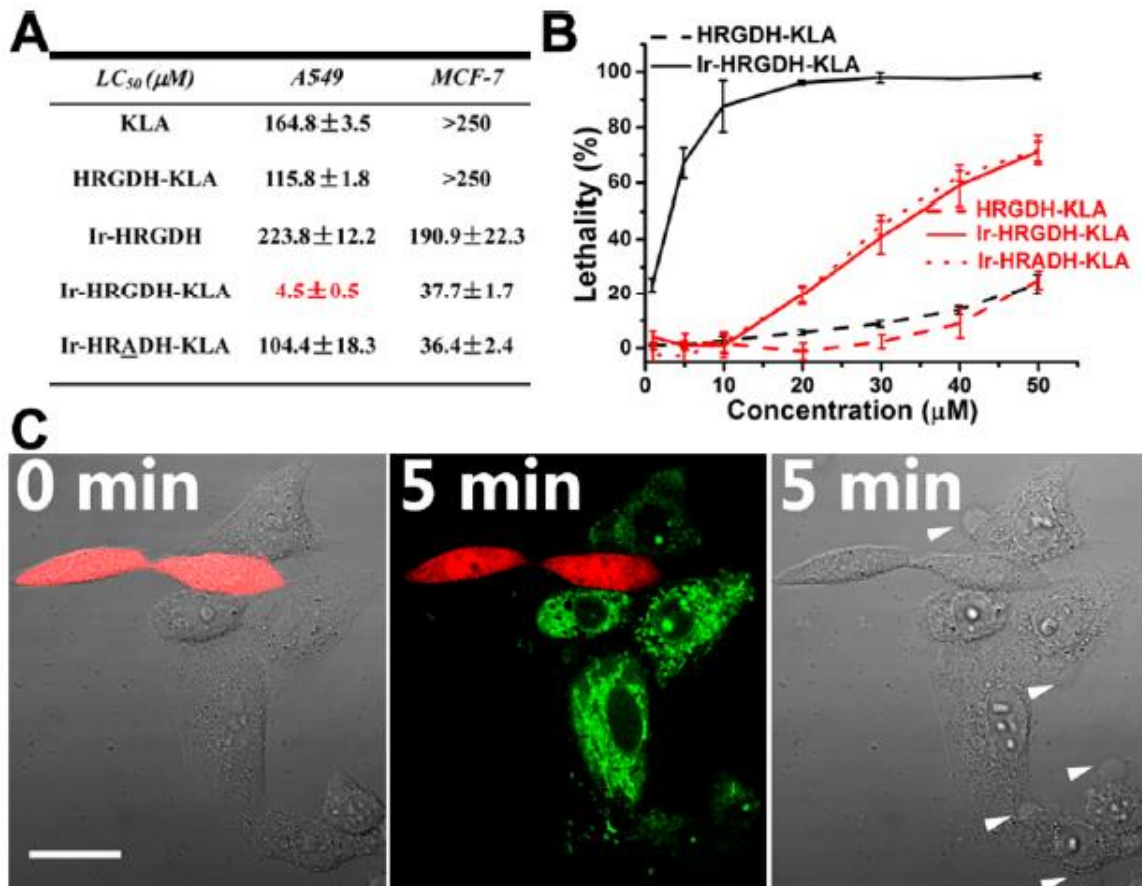 A
LC50 (μM) A549 MCF-7
KLA 164.8±3.5 >250
HRGDH-KLA 115.8±1.8 >250
Ir-HRGDH 223.8±12.2 190.9±22.3
Ir-HRGDH-KLA 4.5±0.5 37.7±1.7
Ir-HRADH-KLA 104.4±18.3 36.4±2.4
B
HRGDH-KLA
Ir-HRGDH-KLA
100
80
60
40
20
0
Lethality (%)
HRGDH-KLA
Ir-HRGDH-KLA
Ir-HRADH-KLA
0 10 20 30 40 50
Concentration (μM)
C
0 min
5 min
5 min